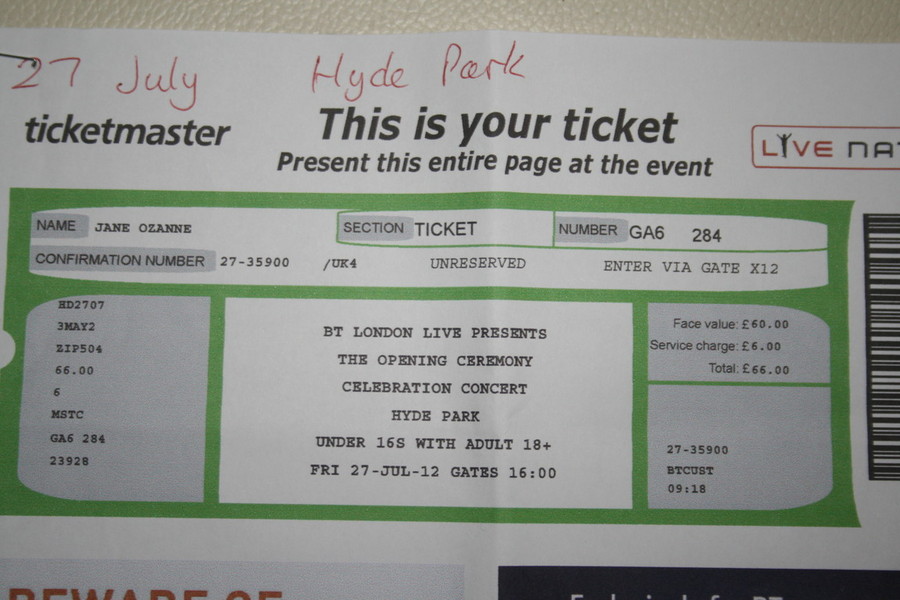 27 July Hyde Park
ticketmaster
This is your ticket
Present this entire page at the event
LIVE NA
NAME JANE OZANNE
SECTION TICKET
NUMBER GA6 284
CONFIRMATION NUMBER 27-35900 /UK4 UNRESERVED ENTER VIA GATE X12
HD2707
3MAY2
ZIP504
66.00
6
MSTC
GA6 284
23928
BT LONDON LIVE PRESENTS
THE OPENING CEREMONY
CELEBRATION CONCERT
HYDE PARK
UNDER 16S WITH ADULT 18+
FRI 27-JUL-12 GATES 16:00
Face value: £60.00
Service charge: £6.00
Total: £66.00
27-35900
BTCUST
09:18
BEWARE OF